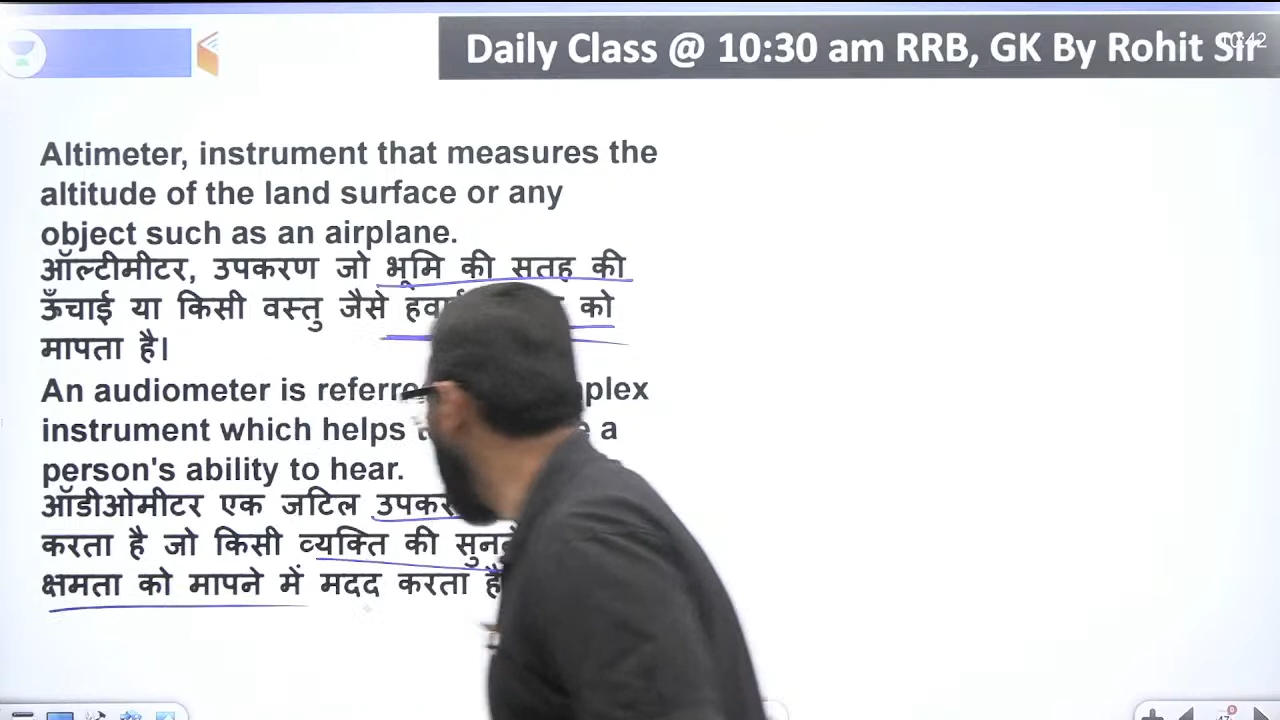 Daily Class @ 10:30 am RRB, GK By Rohit Sir
10:42
Altimeter, instrument that measures the
altitude of the land surface or any
object such as an airplane.
ऑल्टीमीटर, उपकरण जो भूमि की सतह की
ऊँचाई या किसी वस्तु जैसे को
मापता है।
An audiometer is
instrument which helps a
person's ability to hear.
ऑडीओमीटर एक जटिल
करता है जो किसी व्यक्ति की
क्षमता को मापने में मदद करता है